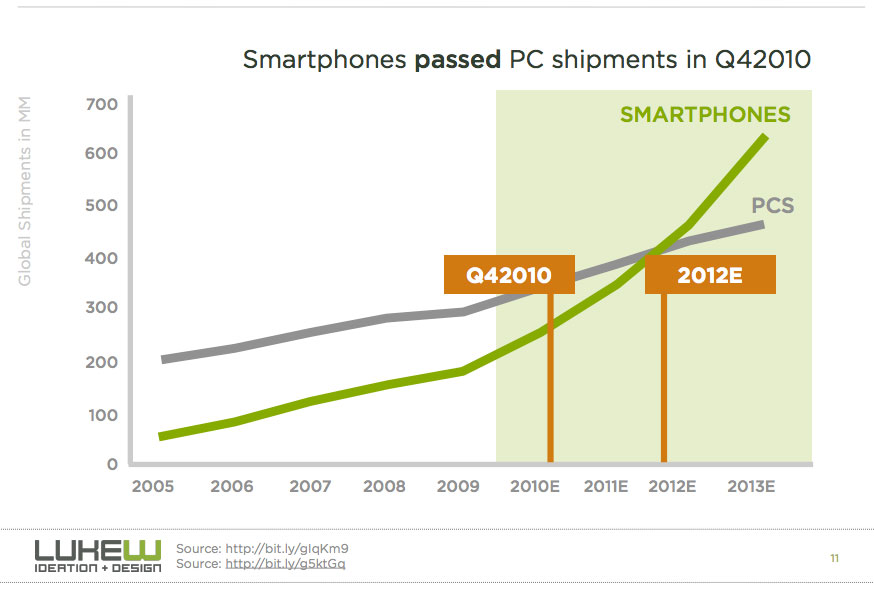 Smartphones passed PC shipments in Q42010
Global Shipments in MM
700
600
500
400
300
200
100
0
SMARTPHONES
PCS
Q42010
2012E
2005 2006 2007 2008 2009 2010E 2011E 2012E 2013E
LUKEW
IDEATION + DESIGN
Source: http://bit.ly/gIqKm9
Source: http://bit.ly/g5ktGq
11